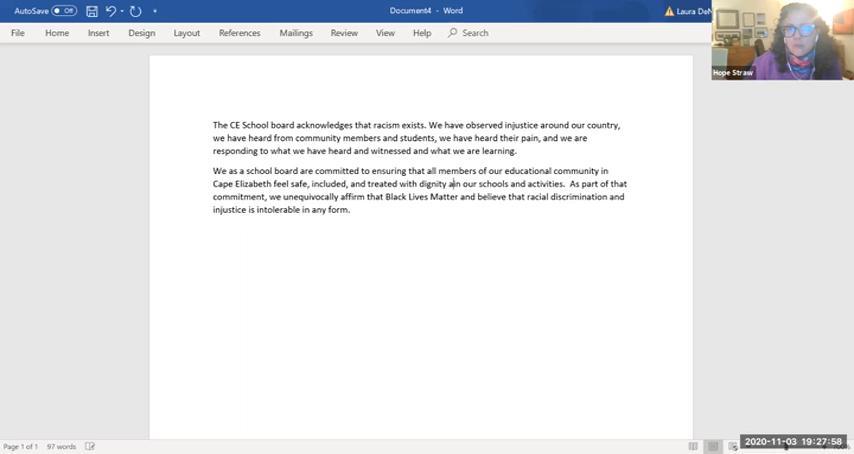 AutoSave Off Document4 - Word Laura DeN
File Home Insert Design Layout References Mailings Review View Help Search
Hope Straw
The CE School board acknowledges that racism exists. We have observed injustice around our country,
we have heard from community members and students, we have heard their pain, and we are
responding to what we have heard and witnessed and what we are learning.
We as a school board are committed to ensuring that all members of our educational community in
Cape Elizabeth feel safe, included, and treated with dignity ain our schools and activities. As part of that
commitment, we unequivocally affirm that Black Lives Matter and believe that racial discrimination and
injustice is intolerable in any form.
Page 1 of 1 97 words
2020-11-03 19:27:58